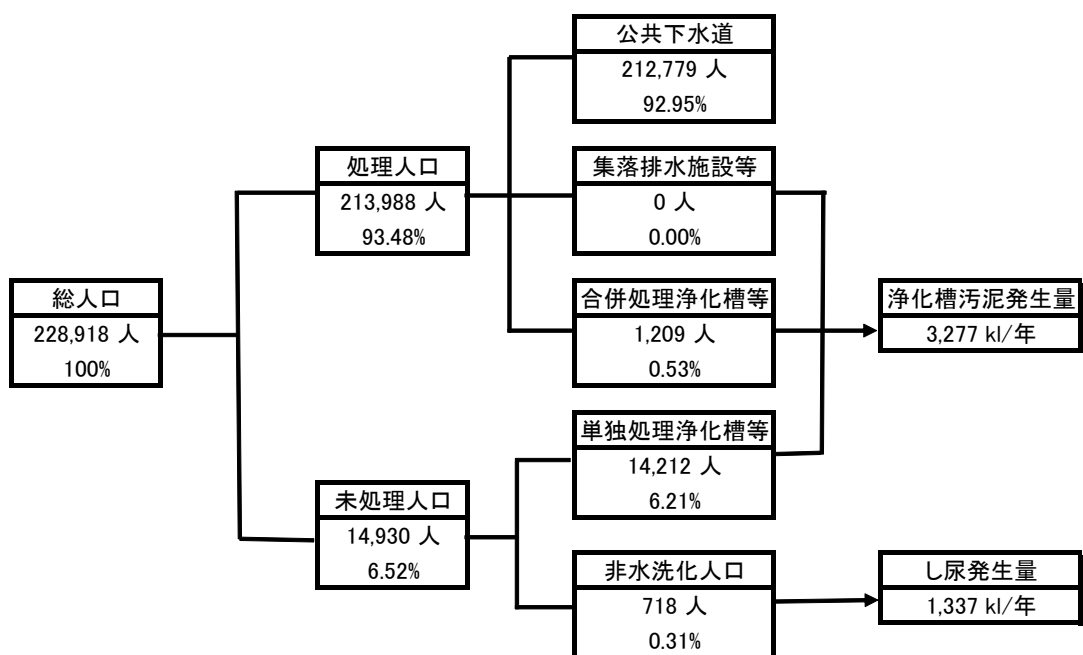 公共下水道
212,779 人
92.95%
処理人口
213,988 人
93.48%
集落排水施設等
0 人
0.00%
総人口
228,918 人
100%
合併処理浄化槽等
1,209 人
0.53%
浄化槽汚泥発生量
3,277 kl/年
単独処理浄化槽等
14,212 人
6.21%
未処理人口
14,930 人
6.52%
非水洗化人口
718 人
0.31%
し尿発生量
1,337 kl/年